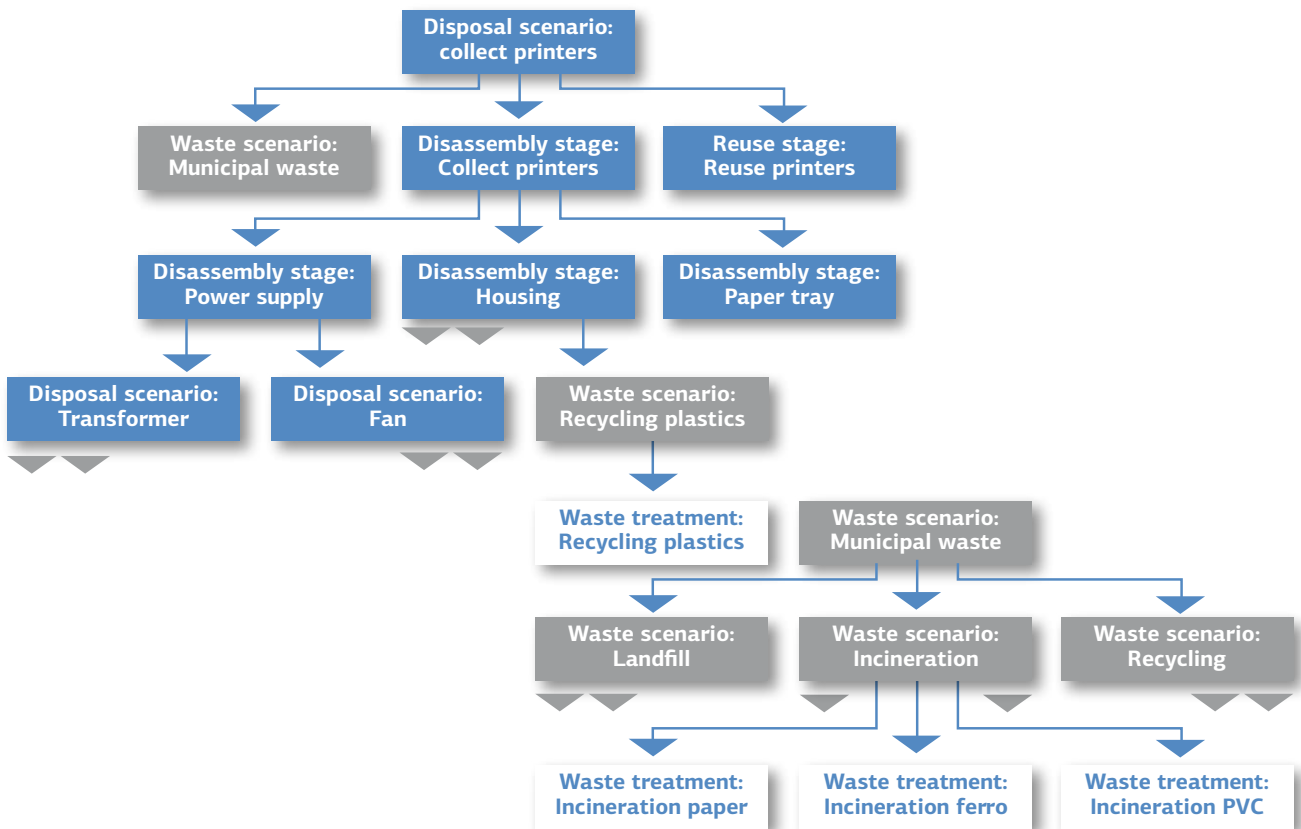 Disposal scenario:
collect printers
Waste scenario:
Municipal waste
Disassembly stage:
Collect printers
Reuse stage:
Reuse printers
Disassembly stage:
Power supply
Disassembly stage:
Housing
Disassembly stage:
Paper tray
Disposal scenario:
Transformer
Disposal scenario:
Fan
Waste scenario:
Recycling plastics
Waste treatment:
Recycling plastics
Waste scenario:
Municipal waste
Waste scenario:
Landfill
Waste scenario:
Incineration
Waste scenario:
Recycling
Waste treatment:
Incineration paper
Waste treatment:
Incineration ferro
Waste treatment:
Incineration PVC